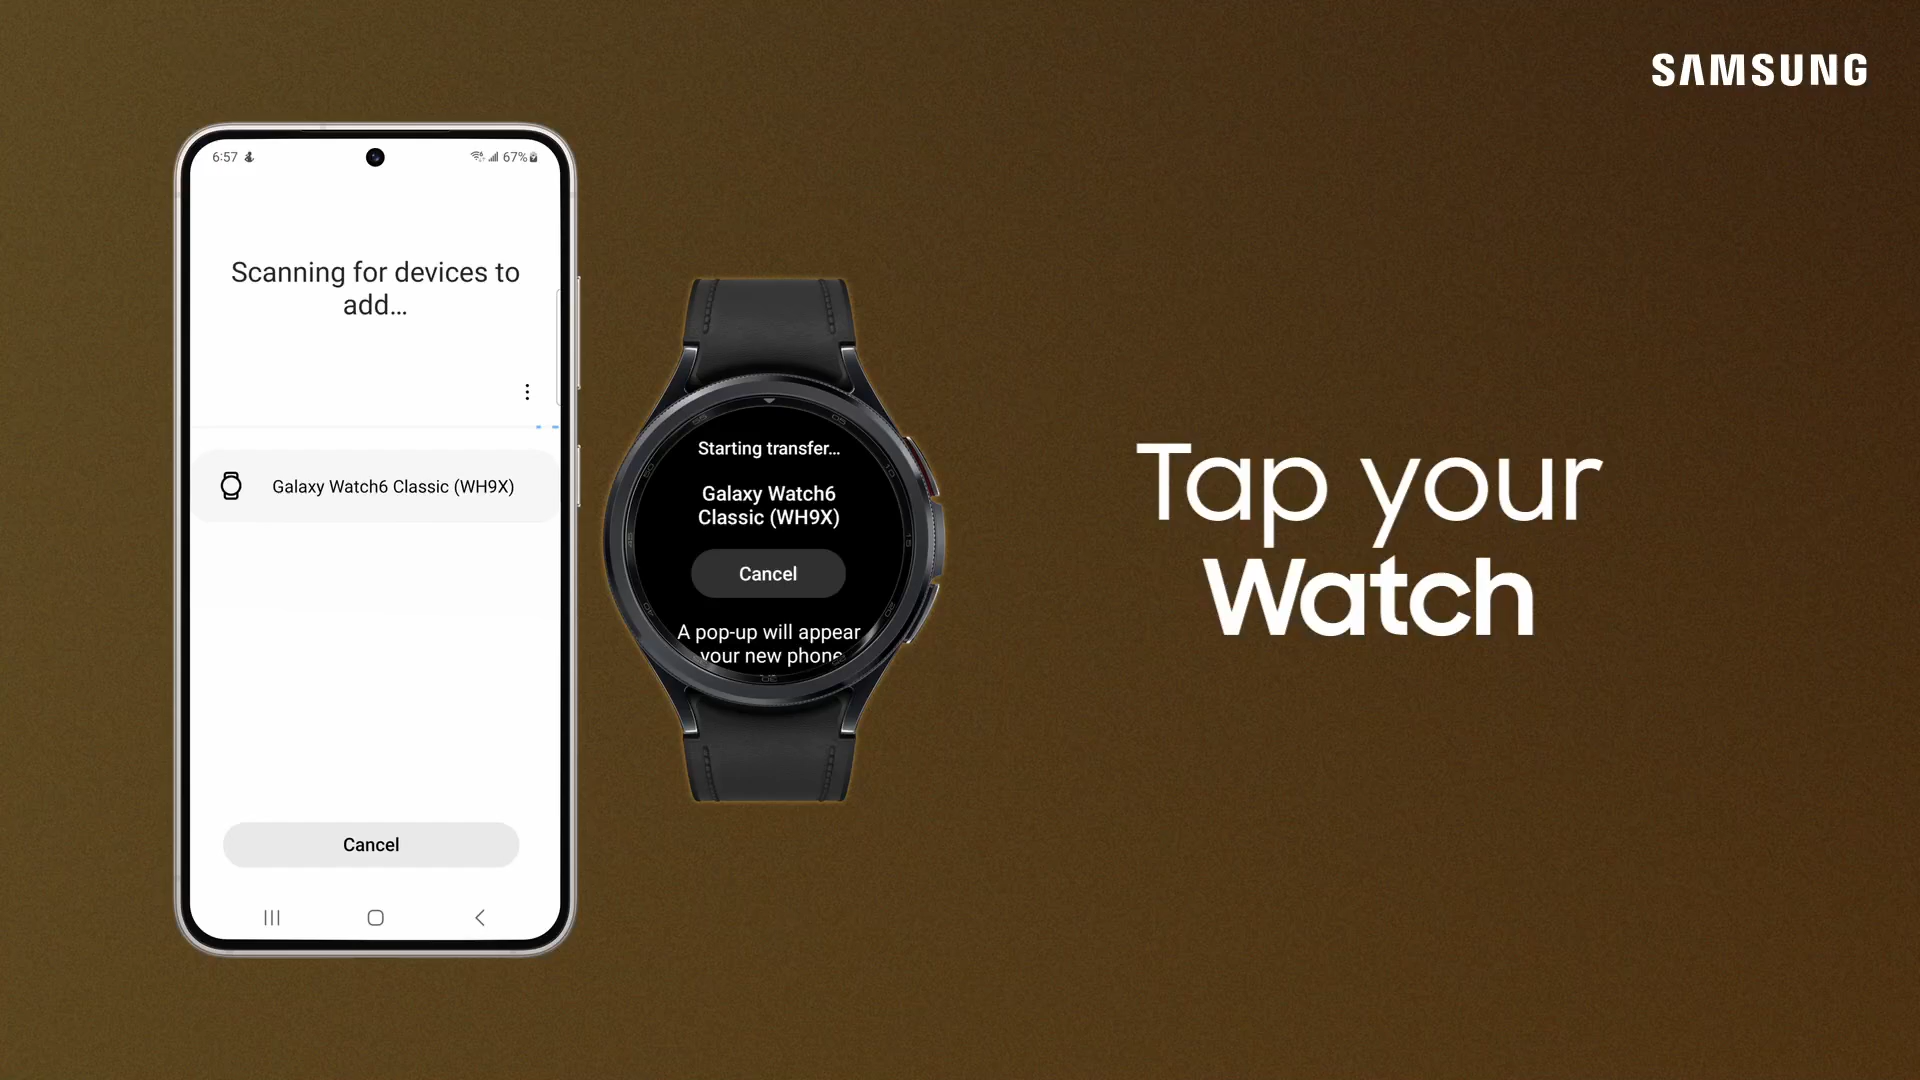 SAMSUNG
6:57
67%
Scanning for devices to
add...
Galaxy Watch6 Classic (WH9X)
Cancel
Starting transfer...
Galaxy Watch6
Classic (WH9X)
Cancel
A pop-up will appear
your new phone
Tap your
Watch